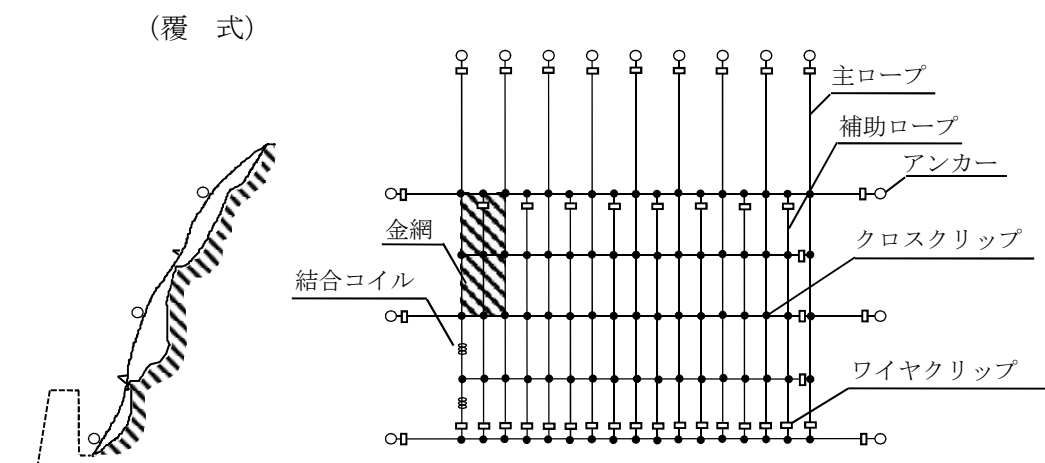 （覆　式）
主ロープ
補助ロープ
アンカー
金網
クロスクリップ
結合コイル
ワイヤクリップ